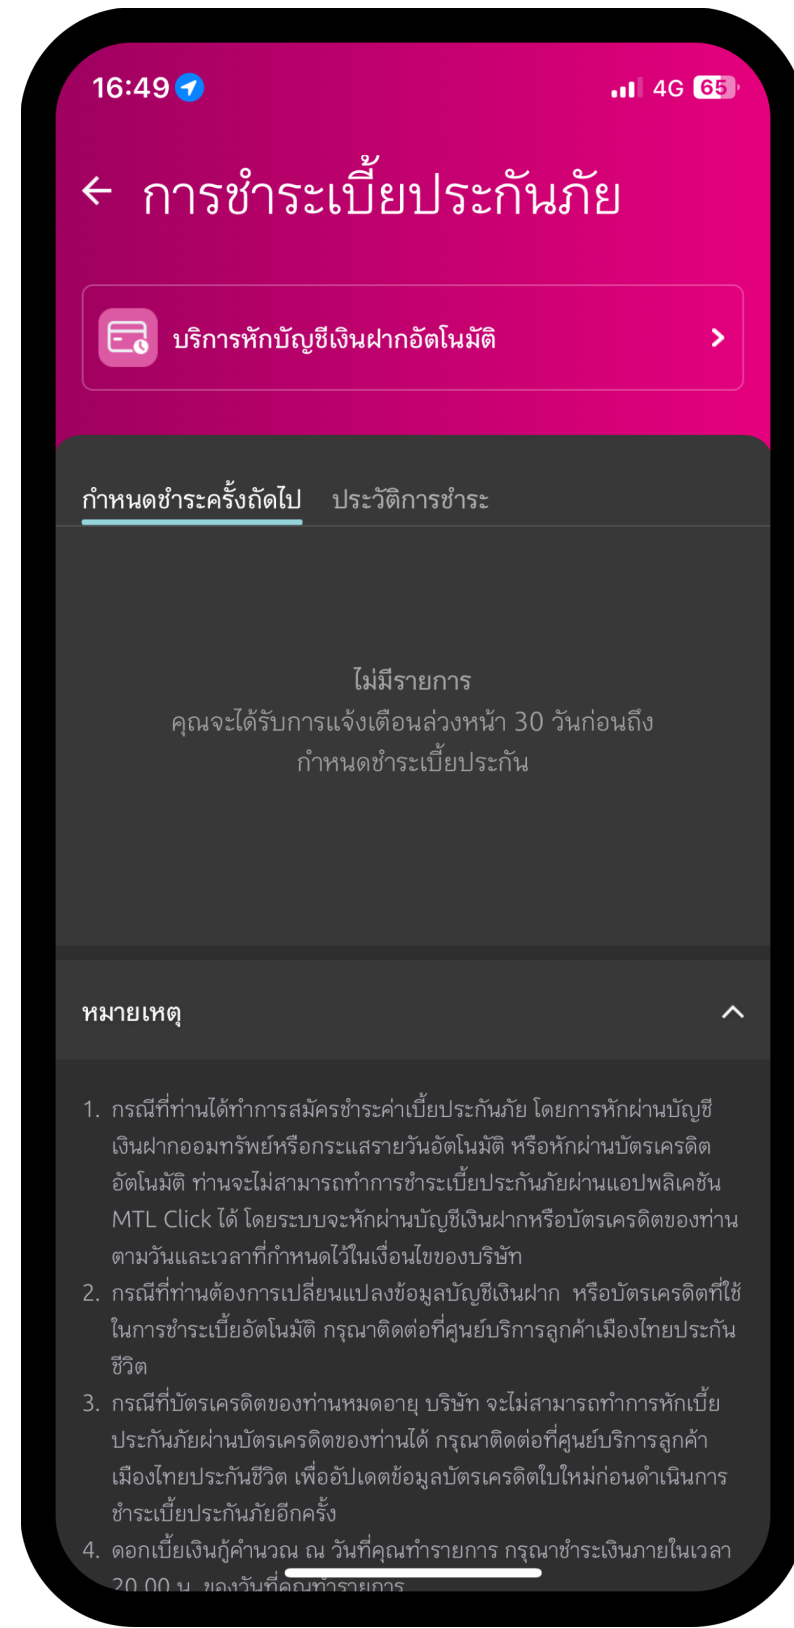 16:49
4G 65
การชำระเบี้ยประกันภัย
บริการหักบัญชีเงินฝากอัตโนมัติ
กำหนดชำระครั้งถัดไป ประวัติการชำระ
ไม่มีรายการ
คุณจะได้รับการแจ้งเตือนล่วงหน้า 30 วันก่อนถึง
กำหนดชำระเบี้ยประกัน
หมายเหตุ
1. กรณีที่ท่านได้ทำการสมัครชำระค่าเบี้ยประกันภัย โดยการหักผ่านบัญชี
เงินฝากออมทรัพย์หรือกระแสรายวันอัตโนมัติ หรือหักผ่านบัตรเครดิต
อัตโนมัติ ท่านจะไม่สามารถทำการชำระเบี้ยประกันภัยผ่านแอปพลิเคชัน
MTL Click ได้ โดยระบบจะหักผ่านบัญชีเงินฝากหรือบัตรเครดิตของท่าน
ตามวันและเวลาที่กำหนดไว้ในเงื่อนไขของบริษัท
2. กรณีที่ท่านต้องการเปลี่ยนแปลงข้อมูลบัญชีเงินฝาก หรือบัตรเครดิตที่ใช้
ในการชำระเบี้ยอัตโนมัติ กรุณาติดต่อที่ศูนย์บริการลูกค้าเมืองไทยประกัน
ชีวิต
3. กรณีที่บัตรเครดิตของท่านหมดอายุ บริษัท จะไม่สามารถทำการหักเบี้ย
ประกันภัยผ่านบัตรเครดิตของท่านได้ กรุณาติดต่อที่ศูนย์บริการลูกค้า
เมืองไทยประกันชีวิต เพื่ออัปเดตข้อมูลบัตรเครดิตใบใหม่ก่อนดำเนินการ
ชำระเบี้ยประกันภัยอีกครั้ง
4. ดอกเบี้ยเงินกู้คำนวณ ณ วันที่คุณทำรายการ กรุณาชำระเงินภายในเวลา
20.00 น. ของวันที่คุณทำรายการ